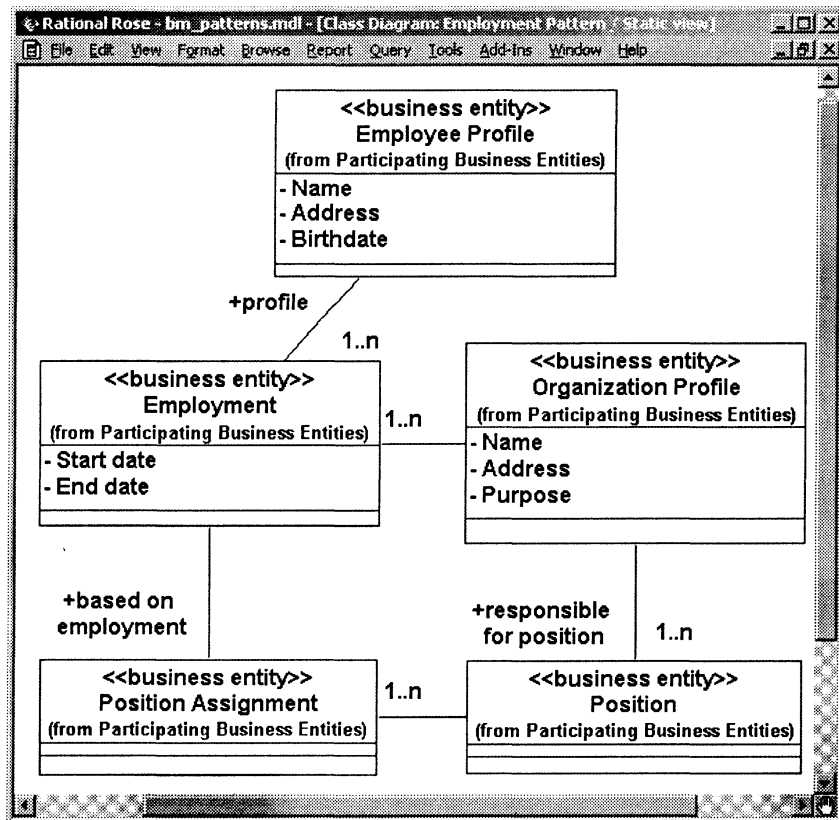 Rational Rose - bm_patterns.mdl - [Class Diagram: Employment Pattern / Static view]
File Edit View Format Browse Report Query Tools Add-Ins Window Help
<<business entity>>
Employee Profile
(from Participating Business Entities)
- Name
- Address
- Birthdate
+profile
1..n
<<business entity>>
Employment
(from Participating Business Entities)
- Start date
- End date
1..n
<<business entity>>
Organization Profile
(from Participating Business Entities)
- Name
- Address
- Purpose
+based on
employment
+responsible
for position
1..n
<<business entity>>
Position Assignment
(from Participating Business Entities)
1..n
<<business entity>>
Position
(from Participating Business Entities)